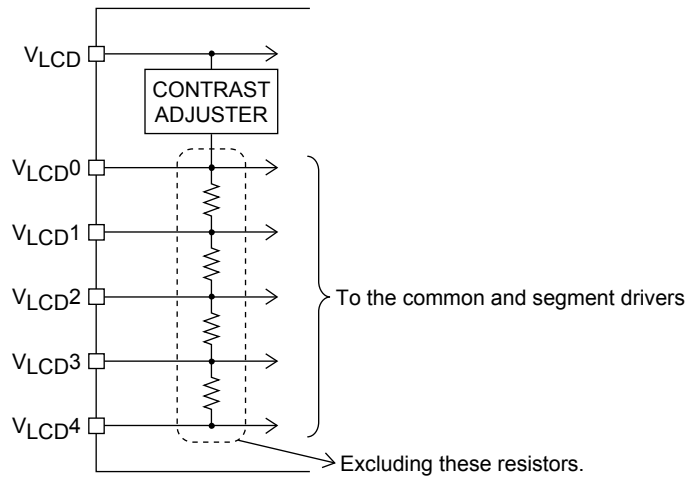 VLCD
CONTRAST
ADJUSTER
VLCD0
VLCD1
VLCD2
To the common and segment drivers
VLCD3
VLCD4
Excluding these resistors.